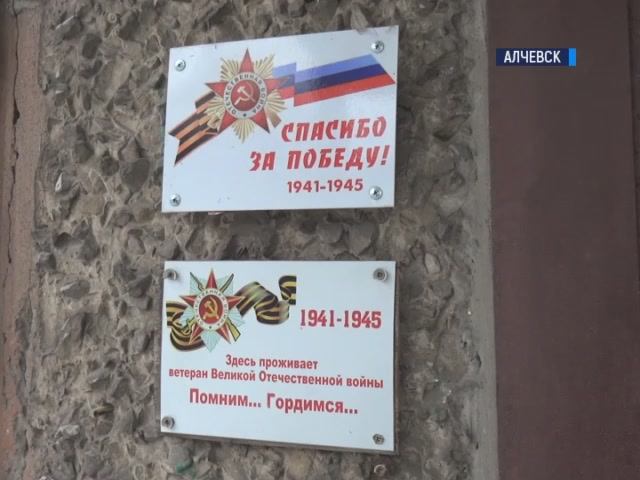 АЛЧЕВСК
СПАСИБО
ЗА ПОБЕДУ!
1941-1945
1941-1945
Здесь проживает
ветеран Великой Отечественной войны
Помним... Гордимся...